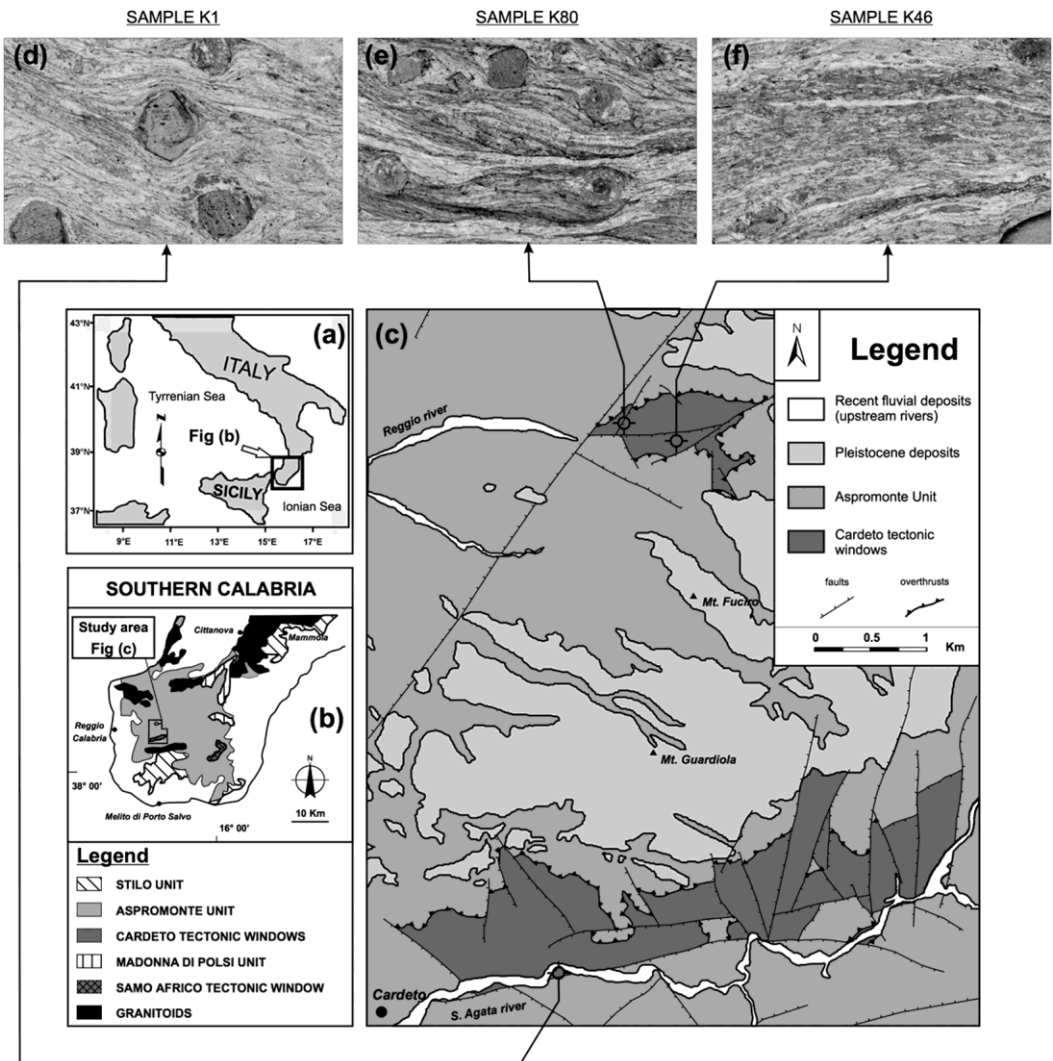 SAMPLE K1
SAMPLE K80
SAMPLE K46
(d)
(e)
(f)
43°N
41°N
39°N
37°N
9°E
11°E
13°E
15°E
17°E
(a)
ITALY
Tyrrenian Sea
N
Fig (b)
SICILY
Ionian Sea
SOUTHERN CALABRIA
Study area
Fig (c)
Cittanova
Mammola
(b)
Reggio
Calabria
N
38° 00'
10 Km
Melito di Porto Salvo
16° 00'
Legend
STILO UNIT
ASPROMONTE UNIT
CARDETO TECTONIC WINDOWS
MADONNA DI POLSI UNIT
SAMO AFRICO TECTONIC WINDOW
GRANITOIDS
(c)
Reggio river
Mt. Fuciro
Mt. Guardiola
Cardeto
S. Agata river
N
Legend
Recent fluvial deposits
(upstream rivers)
Pleistocene deposits
Aspromonte Unit
Cardeto tectonic
windows
faults
overthrusts
0 0.5 1 Km